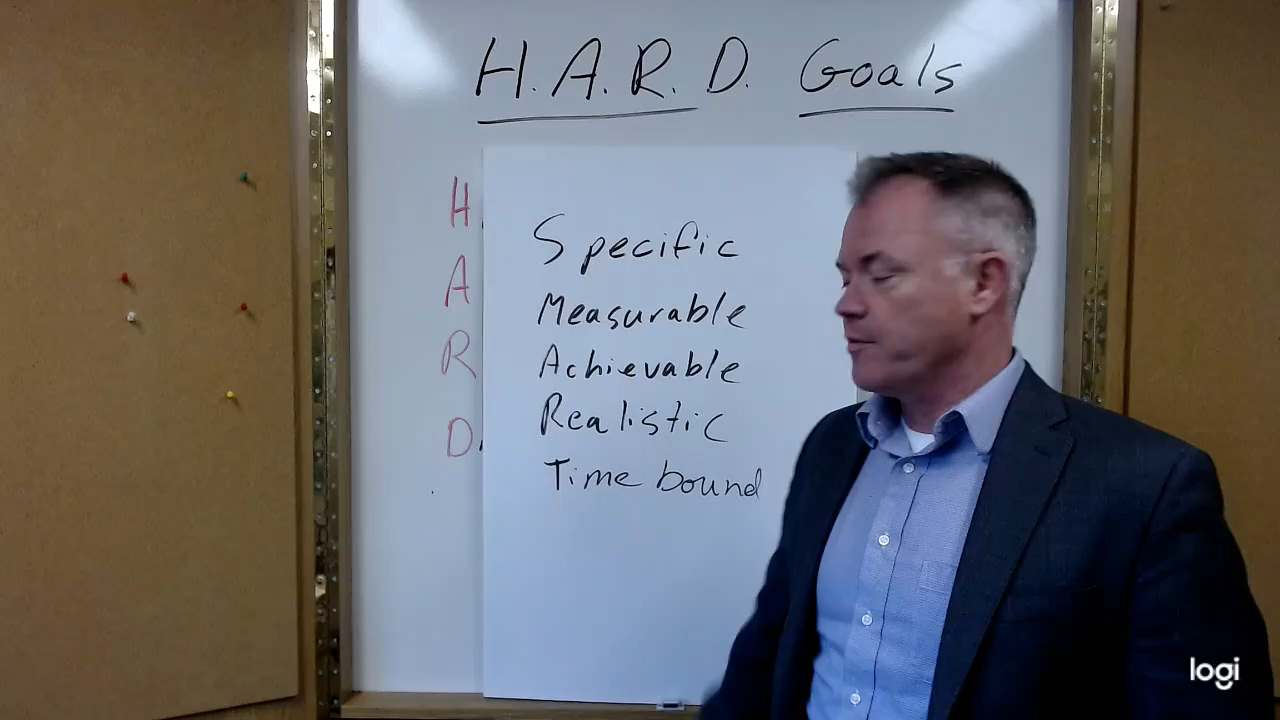 H.A.R.D. Goals
H
A
R
D.
Specific
Measurable
Achievable
Realistic
Time bound
logi